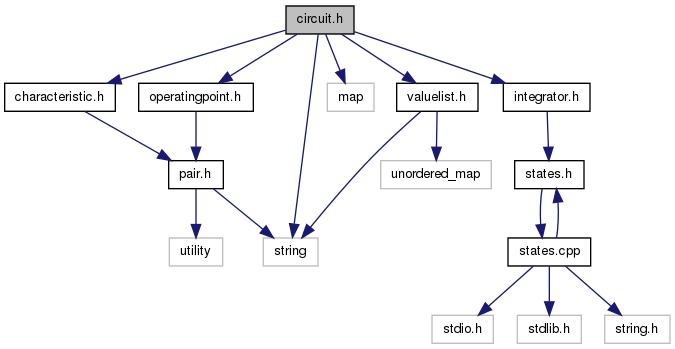 circuit.h
characteristic.h
operatingpoint.h
map
valuelist.h
integrator.h
pair.h
unordered_map
states.h
utility
string
states.cpp
stdio.h
stdlib.h
string.h